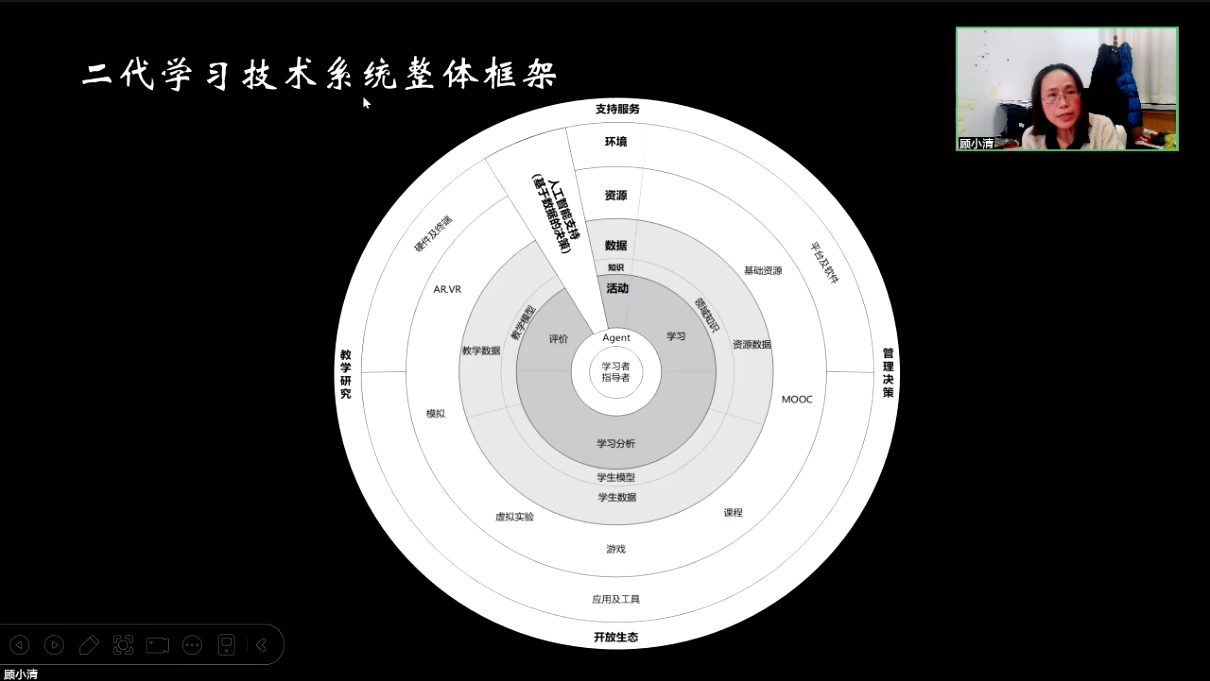 二代学习技术系统整体框架
顾小清
支持服务
环境
资源
数据
知识
活动
人工智能支持
(基于数据的决策)
硬件及终端
平台及软件
AR.VR
基础资源
教学模型
领域知识
评价
Agent
学习
教学数据
资源数据
教学研究
学习者
指导者
管理决策
模拟
MOOC
学习分析
学生模型
学生数据
虚拟实验
课程
游戏
应用及工具
开放生态
顾小清